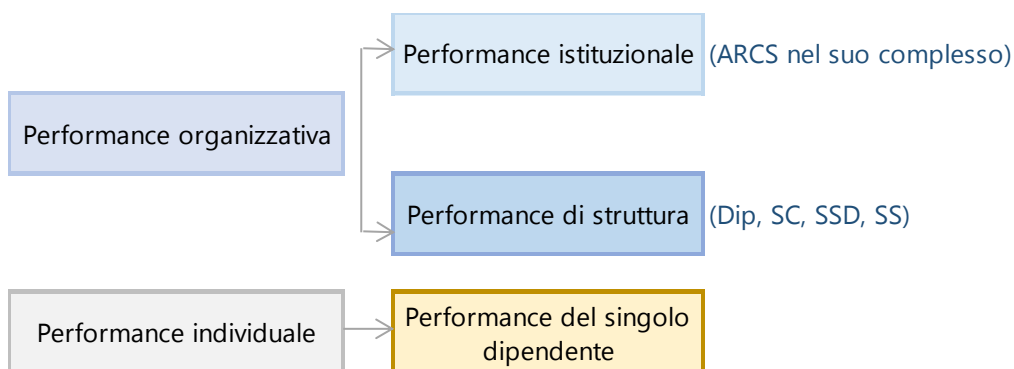 Performance istituzionale (ARCS nel suo complesso)
Performance organizzativa
Performance di struttura (Dip, SC, SSD, SS)
Performance individuale
Performance del singolo
dipendente